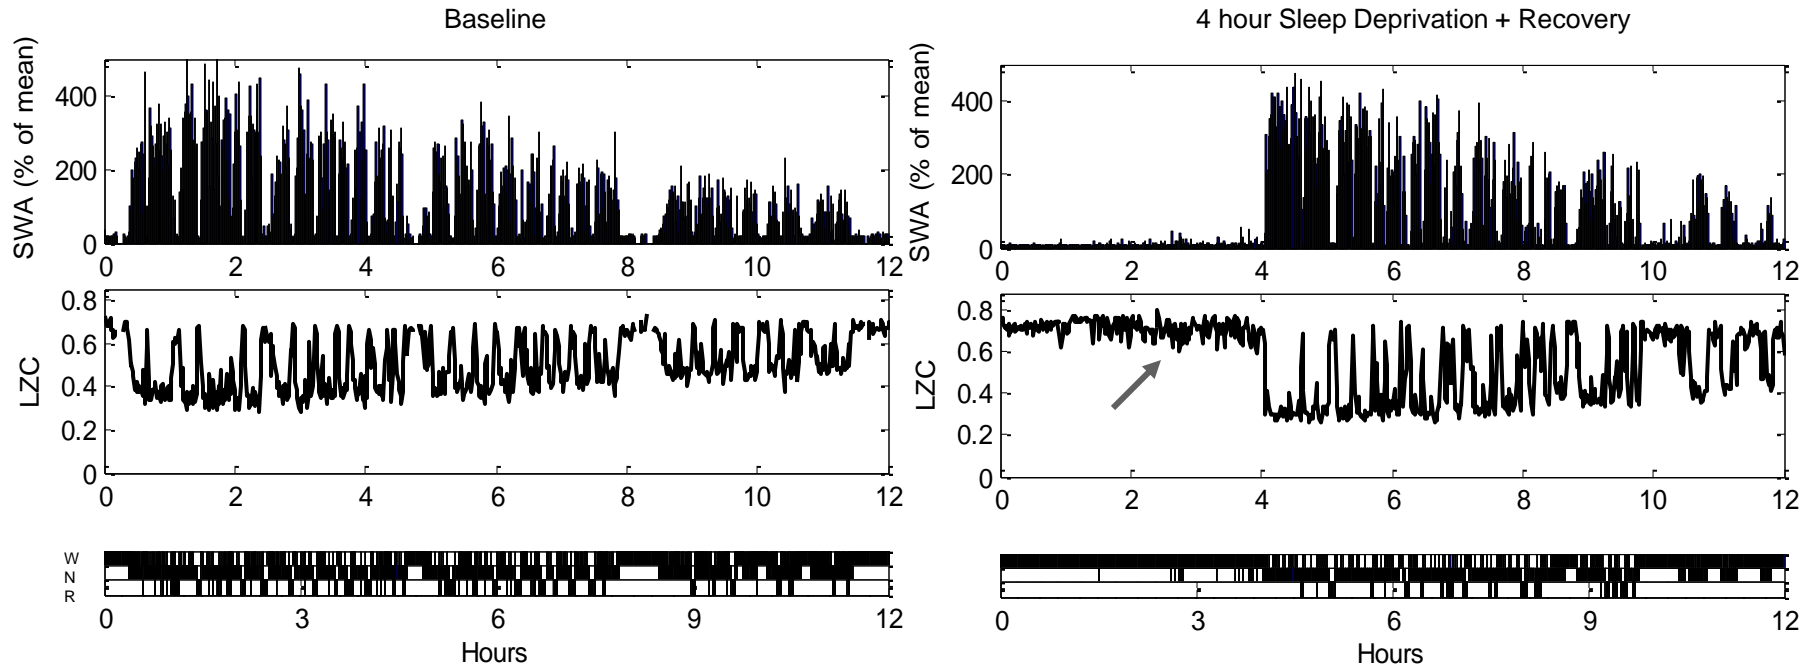 Baseline
SWA (% of mean)
400
200
0
0 2 4 6 8 10 12
LZC
0.8
0.6
0.4
0.2
0
0 2 4 6 8 10 12
W
N
R
0 3 6 9 12
Hours
4 hour Sleep Deprivation + Recovery
SWA (% of mean)
400
200
0
0 2 4 6 8 10 12
LZC
0.8
0.6
0.4
0.2
0
0 2 4 6 8 10 12
0 3 6 9 12
Hours